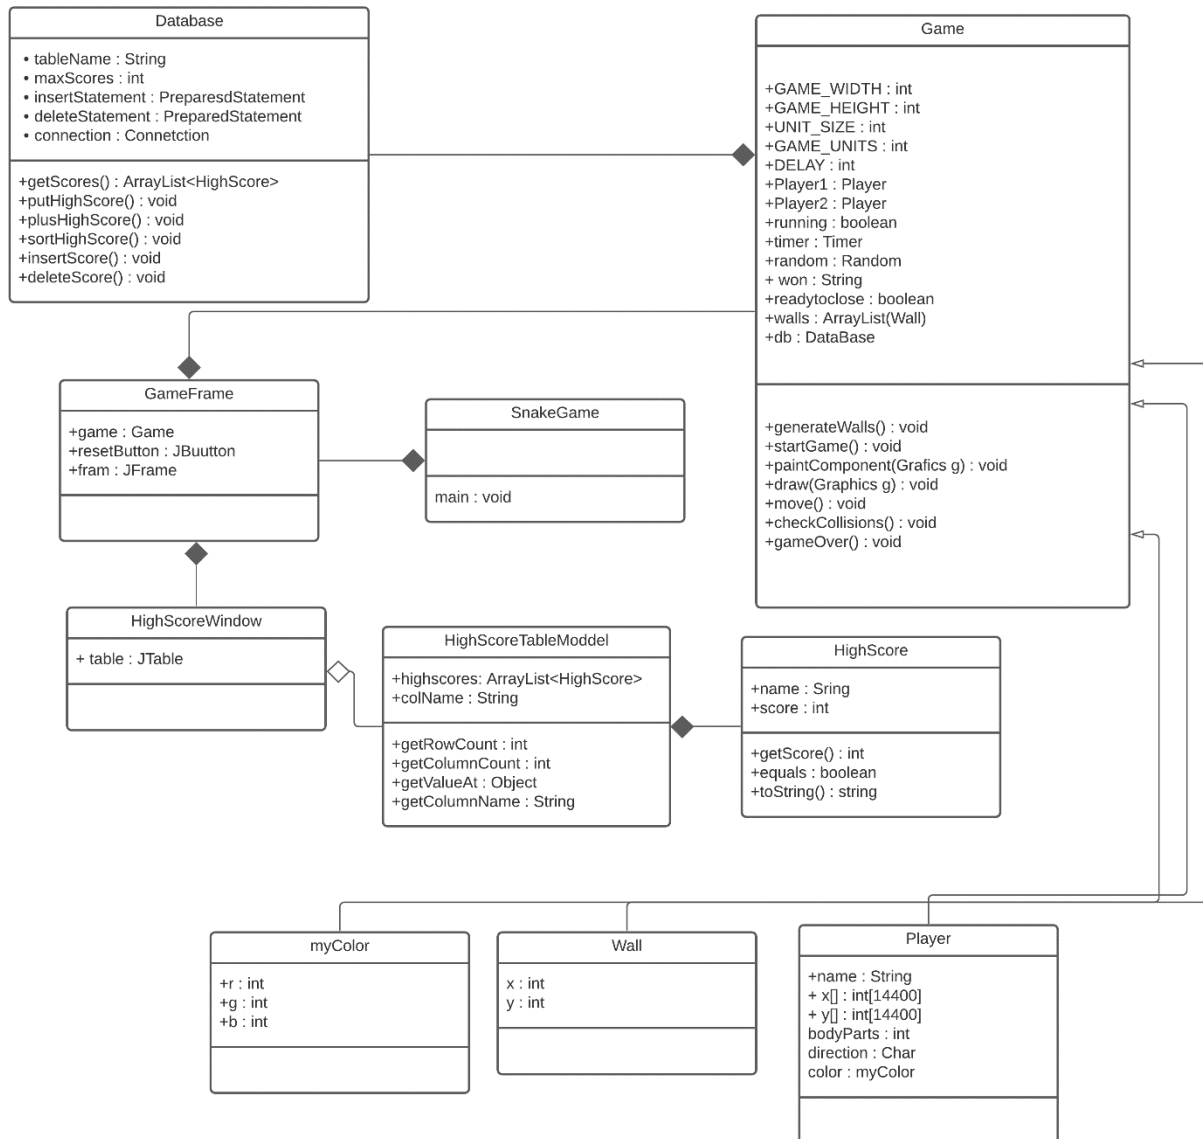 Database
• tableName : String
• maxScores : int
• insertStatement : PreparesdStatement
• deleteStatement : PreparedStatement
• connection : Connetction
+getScores() : ArrayList<HighScore>
+putHighScore() : void
+plusHighScore() : void
+sortHighScore() : void
+insertScore() : void
+deleteScore() : void
Game
+GAME_WIDTH : int
+GAME_HEIGHT : int
+UNIT_SIZE : int
+GAME_UNITS : int
+DELAY : int
+Player1 : Player
+Player2 : Player
+running : boolean
+timer : Timer
+random : Random
+ won : String
+readytoclose : boolean
+walls : ArrayList(Wall)
+db : DataBase
+generateWalls() : void
+startGame() : void
+paintComponent(Grafics g) : void
+draw(Graphics g) : void
+move() : void
+checkCollisions() : void
+gameOver() : void
GameFrame
+game : Game
+resetButton : JBuutton
+fram : JFrame
SnakeGame
main : void
HighScoreWindow
+ table : JTable
HighScoreTableModdel
+highscores: ArrayList<HighScore>
+colName : String
+getRowCount : int
+getColumnCount : int
+getValueAt : Object
+getColumnName : String
HighScore
+name : Sring
+score : int
+getScore() : int
+equals : boolean
+toString() : string
myColor
+r : int
+g : int
+b : int
Wall
x : int
y : int
Player
+name : String
+ x[] : int[14400]
+ y[] : int[14400]
bodyParts : int
direction : Char
color : myColor